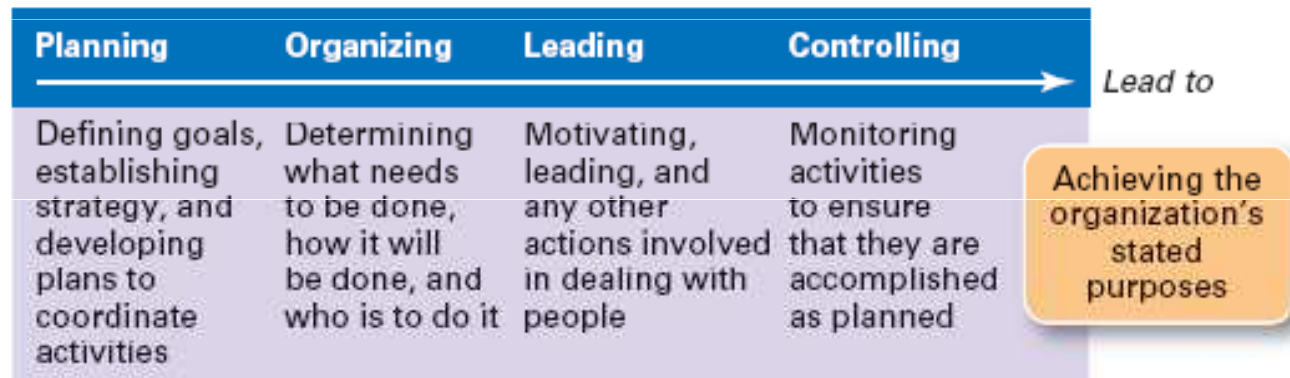 Planning
Organizing
Leading
Controlling
Lead to
Defining goals,
establishing
strategy, and
developing
plans to
coordinate
activities
Determining
what needs
to be done,
how it will
be done, and
who is to do it
Motivating,
leading, and
any other
actions involved
in dealing with
people
Monitoring
activities
to ensure
that they are
accomplished
as planned
Achieving the
organization's
stated
purposes